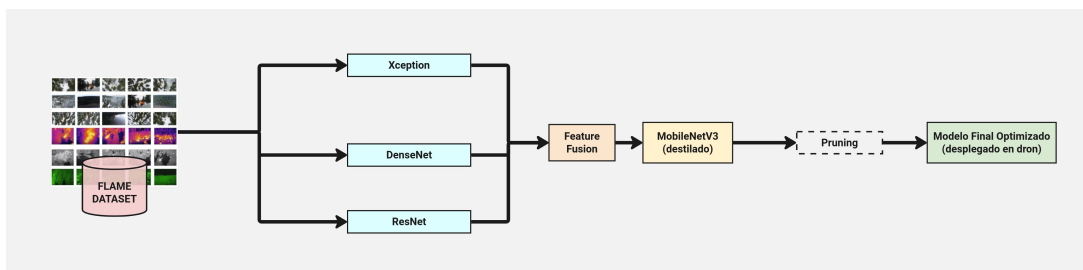 FLAME
DATASET
Xception
DenseNet
ResNet
Feature
Fusion
MobileNetV3
(destilado)
Pruning
Modelo Final Optimizado
(desplegado en dron)